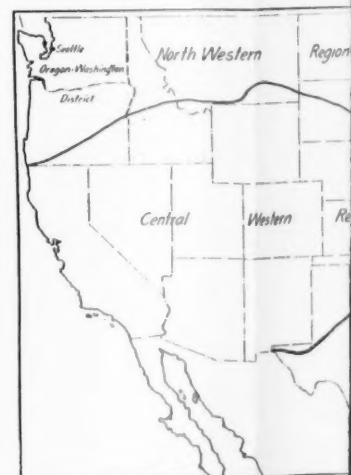 Seattle
North Western Region
Oregon-Washington
District
Central Western Re